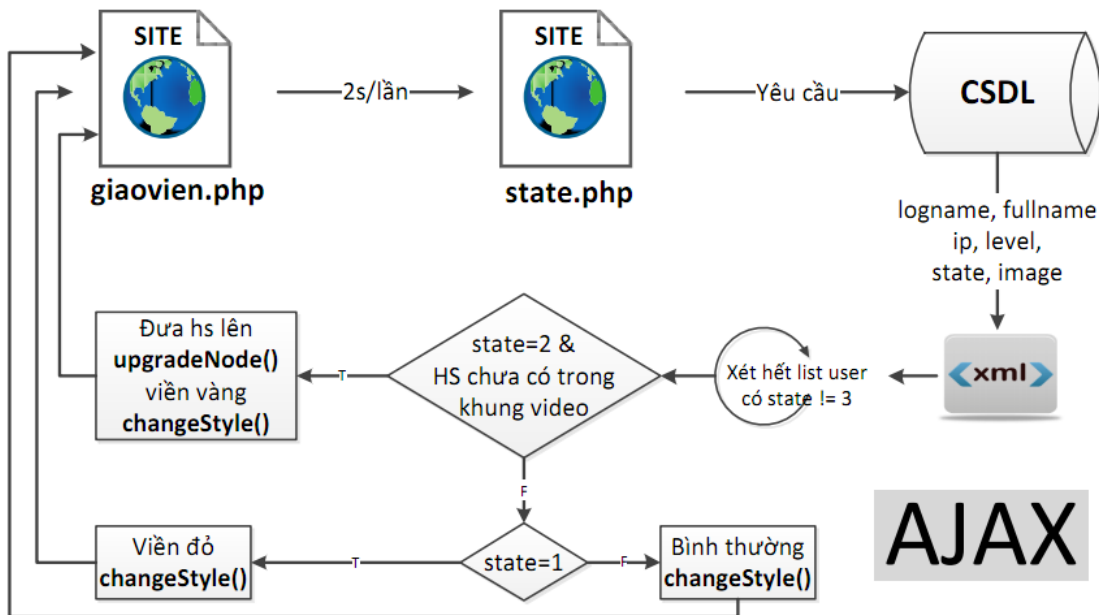 SITE
giaovien.php
2s/lần
SITE
state.php
Yêu cầu
CSDL
logname, fullname
ip, level,
state, image
<xml>
Xét hết list user
có state != 3
state=2 &
HS chưa có trong
khung video
T
Đưa hs lên
upgradeNode()
viền vàng
changeStyle()
F
state=1
T
Viền đỏ
changeStyle()
F
Bình thường
changeStyle()
AJAX